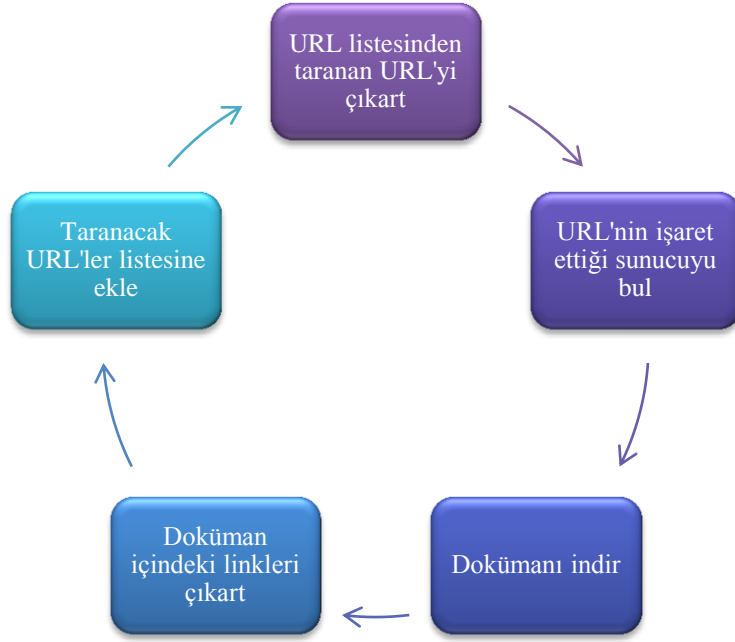 URL listesinden
taranan URL'yi
çıkart
URL'nin işaret
ettiği sunucuyu
bul
Dokümanı indir
Doküman
içindeki linkleri
çıkart
Taranacak
URL'ler listesine
ekle